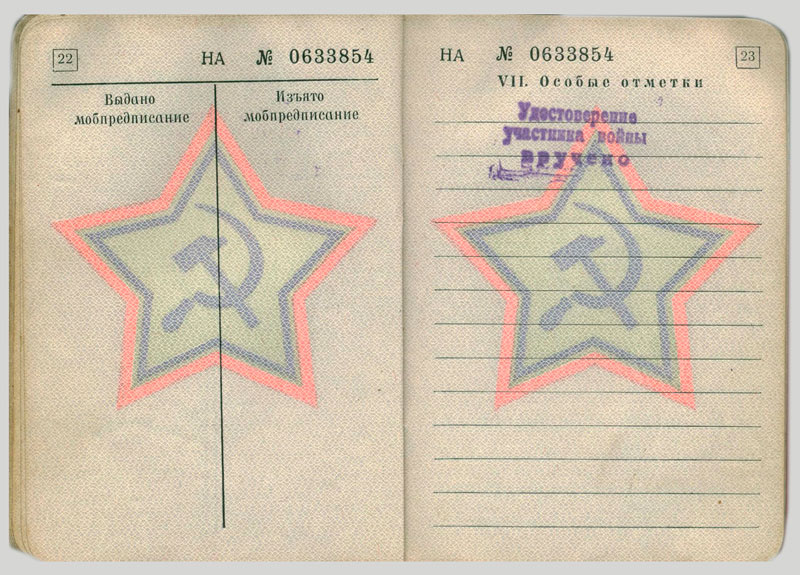 22
НА № 0633854
Выдано
мобпредписание
Изъято
мобпредписание
НА № 0633854
23
VII. Особые отметки
Удостоверение
участника войны
вручено